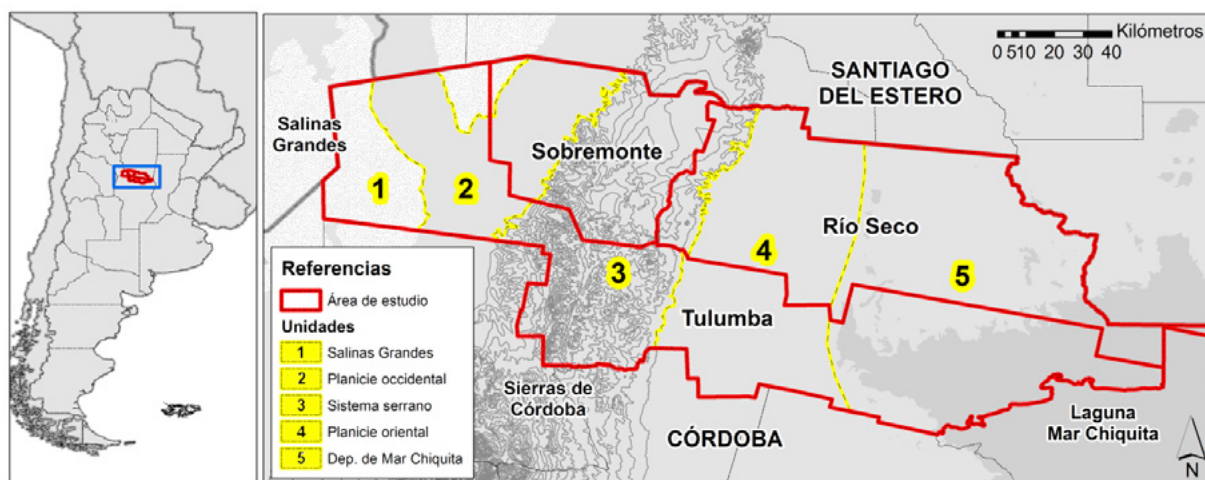 Kilómetros
0 510 20 30 40
SANTIAGO
DEL ESTERO
Salinas
Grandes
Sobremonte
1
2
Río Seco
4
3
5
Tulumba
Referencias
Área de estudio
Unidades
1 Salinas Grandes
2 Planicie occidental
3 Sistema serrano
4 Planicie oriental
5 Dep. de Mar Chiquita
Sierras de
Córdoba
CÓRDOBA
Laguna
Mar Chiquita
N